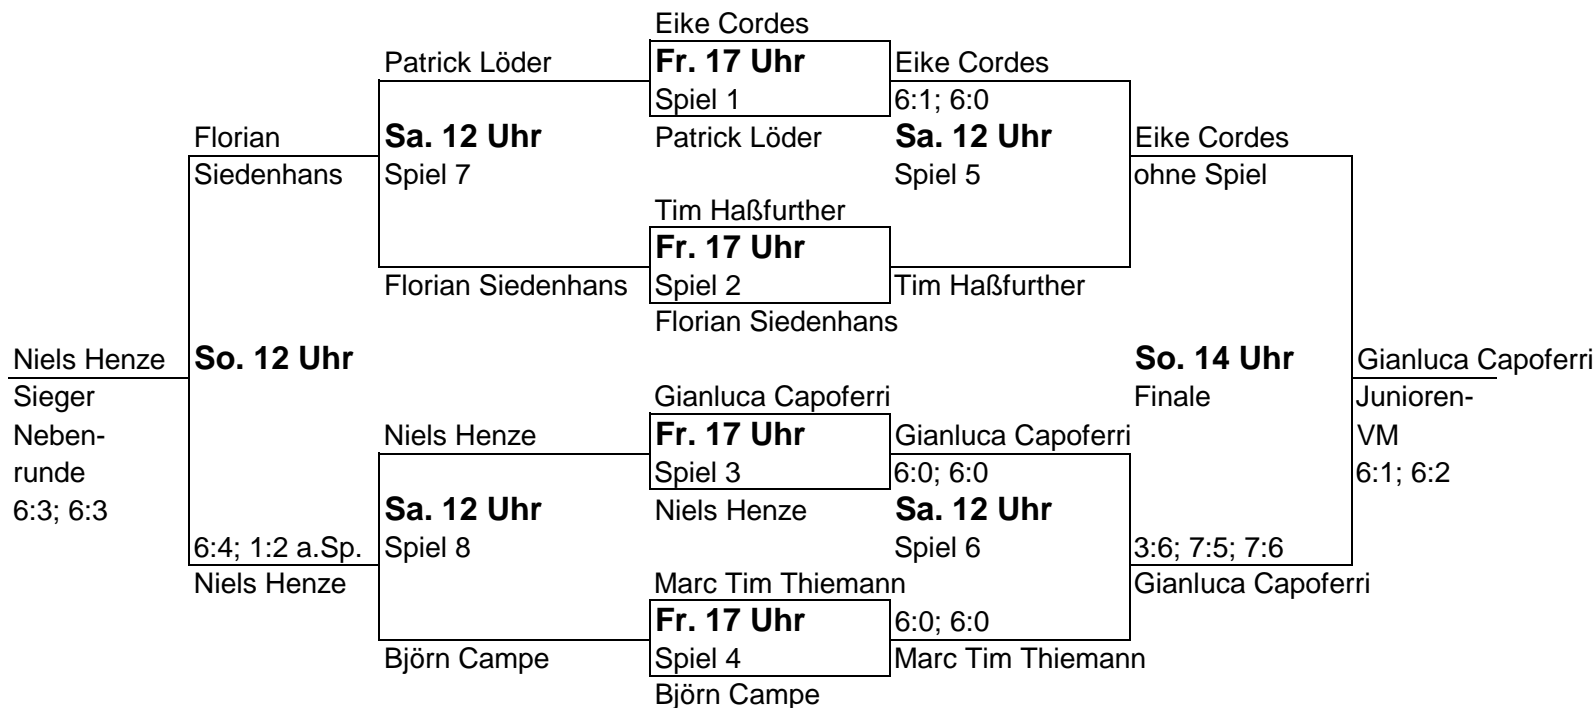 Eike Cordes
Patrick Löder
Fr. 17 Uhr
Eike Cordes
Spiel 1
6:1; 6:0
Florian
Sa. 12 Uhr
Patrick Löder
Sa. 12 Uhr
Eike Cordes
Siedenhans
Spiel 7
Spiel 5
ohne Spiel
Tim Haßfurther
Fr. 17 Uhr
Florian Siedenhans
Spiel 2
Tim Haßfurther
Florian Siedenhans
Niels Henze
So. 12 Uhr
So. 14 Uhr
Gianluca Capoferri
Sieger
Gianluca Capoferri
Finale
Junioren-
Neben-
Niels Henze
Fr. 17 Uhr
Gianluca Capoferri
VM
runde
Spiel 3
6:0; 6:0
6:1; 6:2
6:3; 6:3
Sa. 12 Uhr
Niels Henze
Sa. 12 Uhr
6:4; 1:2 a.Sp.
Spiel 8
Spiel 6
3:6; 7:5; 7:6
Niels Henze
Marc Tim Thiemann
Gianluca Capoferri
Fr. 17 Uhr
6:0; 6:0
Björn Campe
Spiel 4
Marc Tim Thiemann
Björn Campe